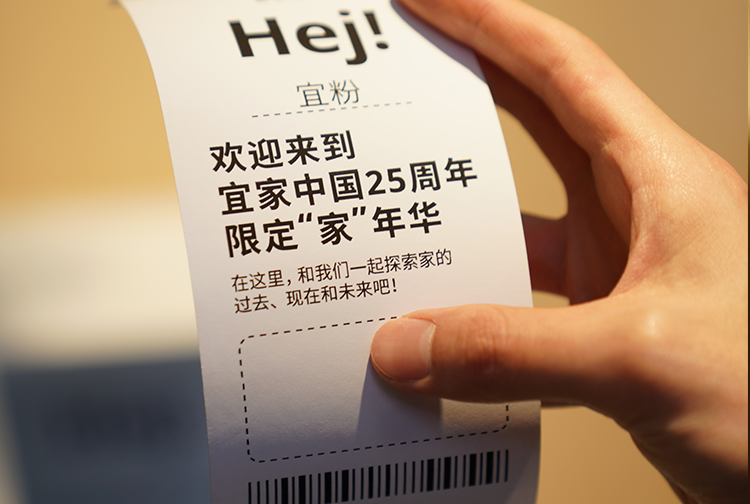 Hej!
宜粉
欢迎来到
宜家中国25周年
限定“家”年华
在这里，和我们一起探索家的
过去、现在和未来吧！